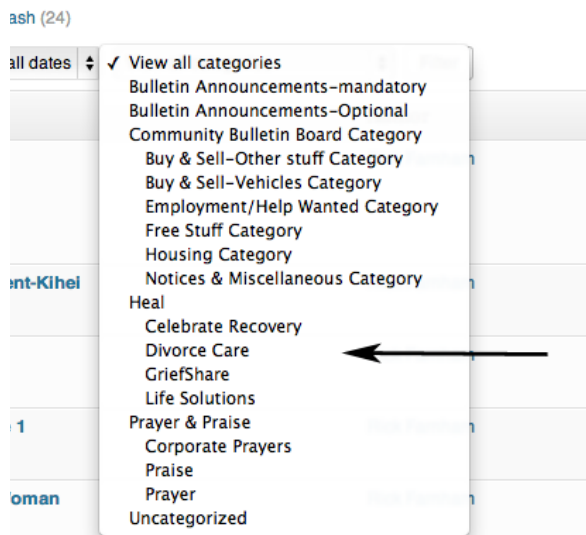 ash (24)
all dates ✓ View all categories
Bulletin Announcements-mandatory
Bulletin Announcements-Optional
Community Bulletin Board Category
Buy & Sell-Other stuff Category
Buy & Sell-Vehicles Category
Employment/Help Wanted Category
Free Stuff Category
Housing Category
ent-Kihei Notices & Miscellaneous Category
Heal
Celebrate Recovery
Divorce Care
GriefShare
Life Solutions
1 Prayer & Praise
Corporate Prayers
Praise
oman Prayer
Uncategorized